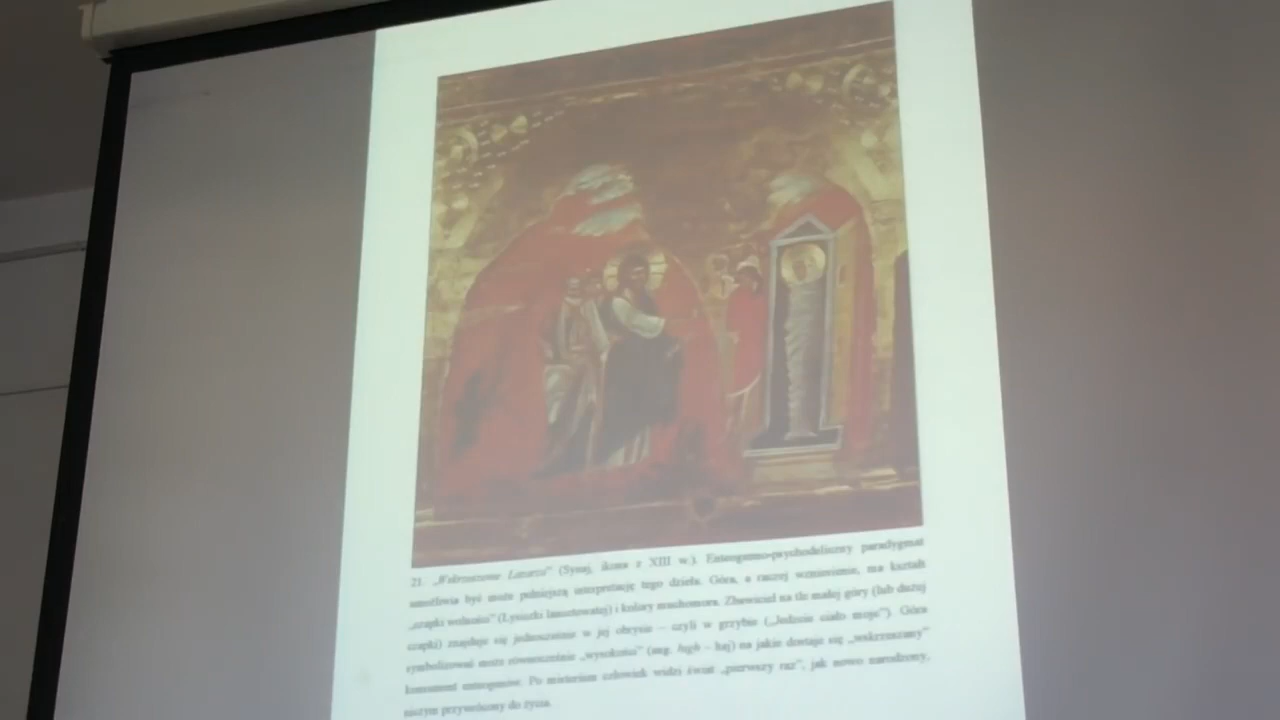 21. „Wskrzeszenie Łazarza” (Synaj, ikona z XIII w.). Enteogenno-psychodeliczny paradygmat
umożliwia być może pełniejszą interpretację tego dzieła. Góra, a raczej wzniesienie, ma kształt
„czapki wolności” (Łysiczki lancetowatej) i kolory muchomora. Zbawiciel na tle małej góry (lub dużej
czapki) znajduje się jednocześnie w jej obrysie – czyli w grzybie („Jedzcie ciało moje”). Góra
symbolizować może równocześnie „wysokość” (ang. high – haj) na jakie dostaje się „wskrzeszany”
konsument enteogenów. Po misterium człowiek widzi świat „pierwszy raz”, jak nowo narodzony,
niczym przywrócony do życia.